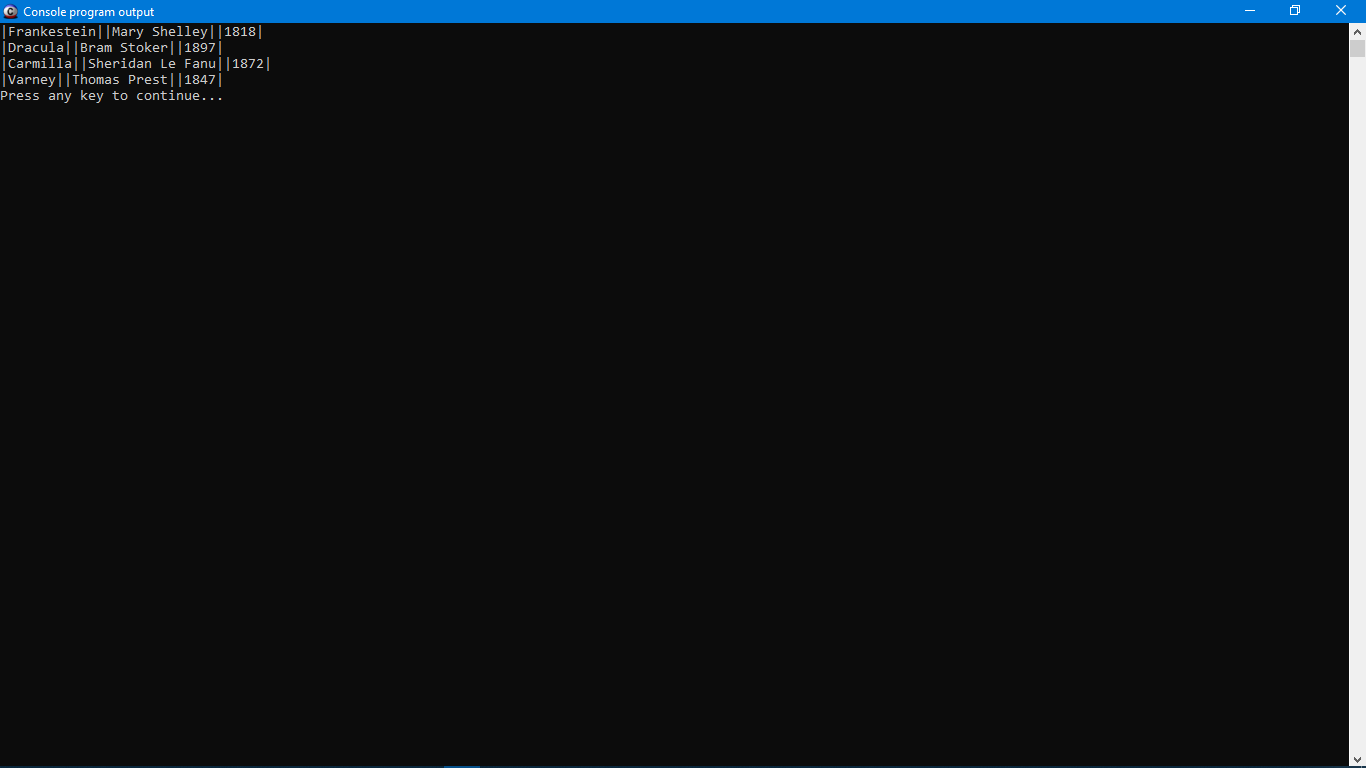 Console program output
|Frankestein||Mary Shelley||1818|
|Dracula||Bram Stoker||1897|
|Carmilla||Sheridan Le Fanu||1872|
|Varney||Thomas Prest||1847|
Press any key to continue...